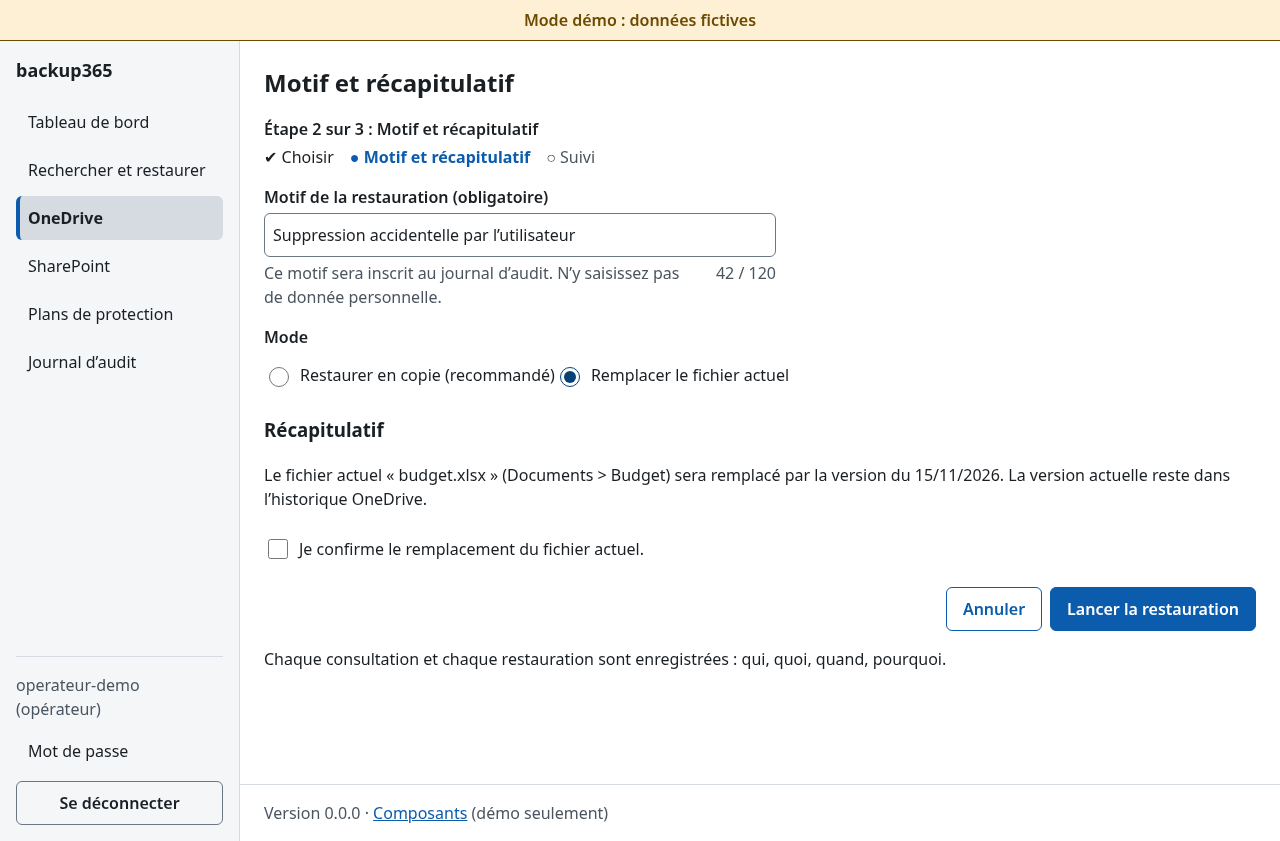 Mode démo : données fictives
backup365
Tableau de bord
Rechercher et restaurer
OneDrive
SharePoint
Plans de protection
Journal d’audit
operateur-demo
(opérateur)
Mot de passe
Se déconnecter
Motif et récapitulatif
Étape 2 sur 3 : Motif et récapitulatif
✔ Choisir ● Motif et récapitulatif ○ Suivi
Motif de la restauration (obligatoire)
Suppression accidentelle par l’utilisateur
Ce motif sera inscrit au journal d’audit. N’y saisissez pas 42 / 120
de donnée personnelle.
Mode
Restaurer en copie (recommandé) Remplacer le fichier actuel
Récapitulatif
Le fichier actuel « budget.xlsx » (Documents > Budget) sera remplacé par la version du 15/11/2026. La version actuelle reste dans
l’historique OneDrive.
Je confirme le remplacement du fichier actuel.
Annuler Lancer la restauration
Chaque consultation et chaque restauration sont enregistrées : qui, quoi, quand, pourquoi.
Version 0.0.0 · Composants (démo seulement)